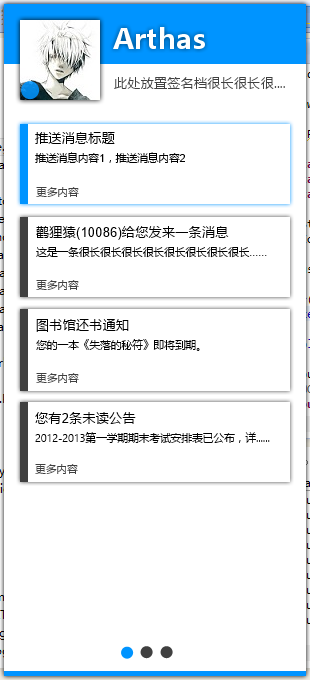 Arthas
此处放置签名档很长很长很....
推送消息标题
推送消息内容1，推送消息内容2
更多内容
鹳狸猿(10086)给您发来一条消息
这是一条很长很长很长很长很长很长很长......
更多内容
图书馆还书通知
您的一本《失落的秘符》即将到期。
更多内容
您有2条未读公告
2012-2013第一学期期末考试安排表已公布，详......
更多内容